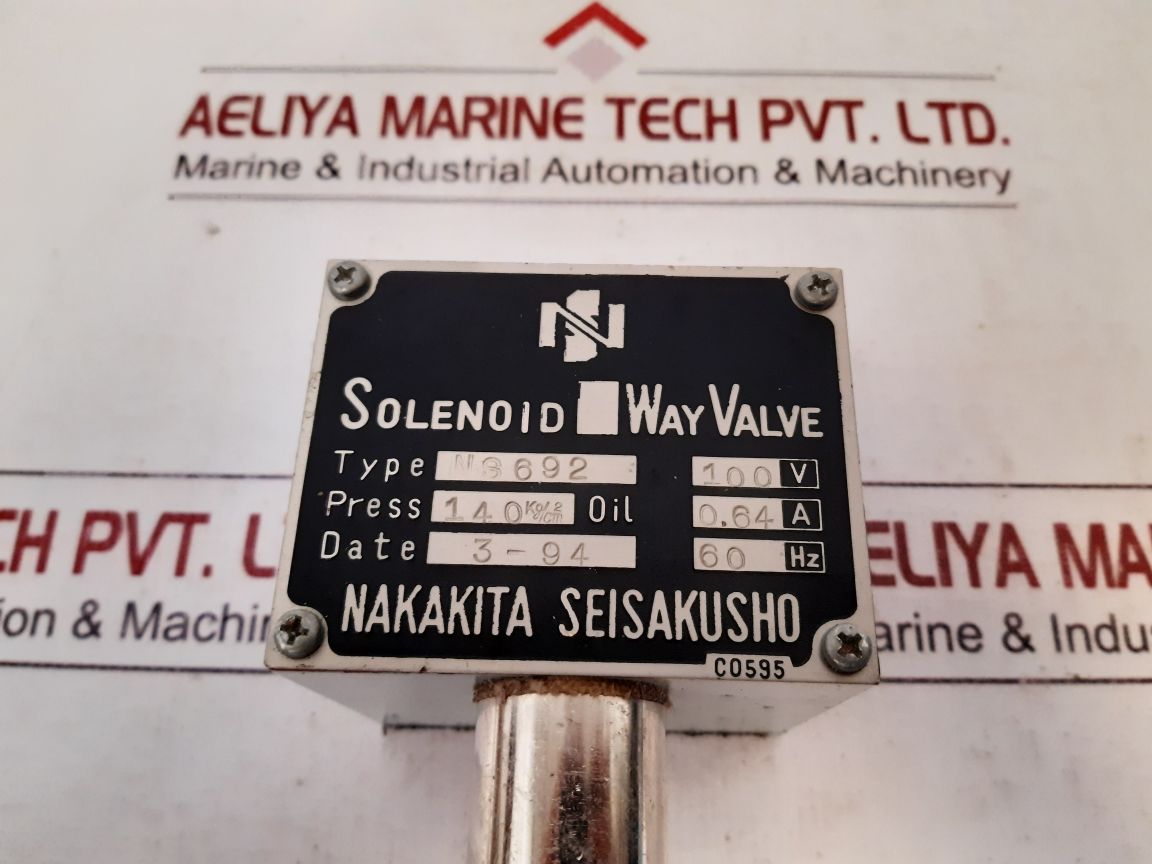 AELIYA MARINE TECH PVT. LTD.
Marine & Industrial Automation & Machinery
SOLENOID WAY VALVE
Type NS692 100 V
Press 140 Kg/cm2 Oil 0.64 A
Date 3-94 60 Hz
NAKAKITA SEISAKUSHO
C0595
CH PVT. L
ELIYA MA
ion & Machin
arine & Indus